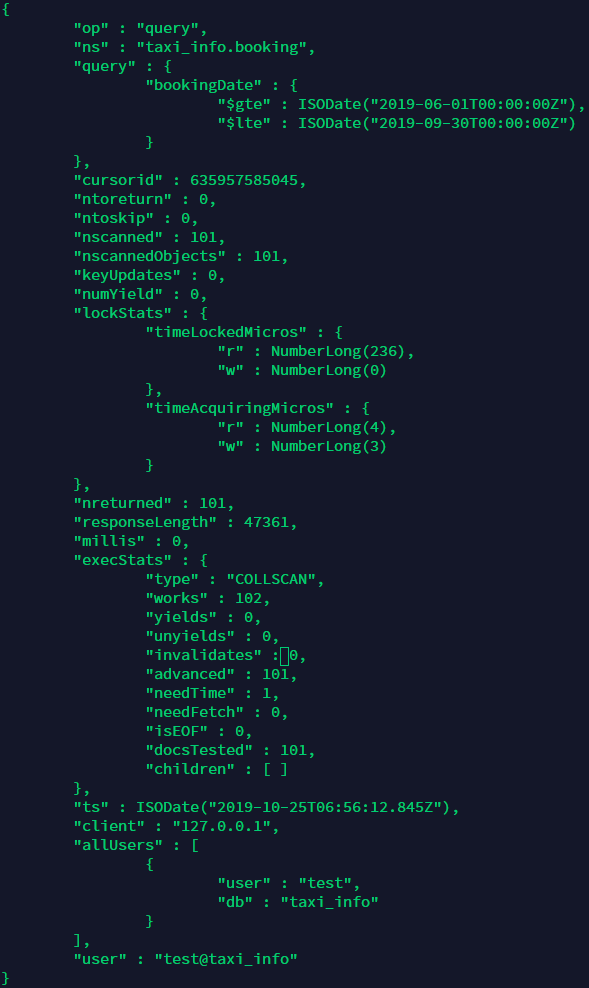 {
        "op" : "query",
        "ns" : "taxi_info.booking",
        "query" : {
                "bookingDate" : {
                        "$gte" : ISODate("2019-06-01T00:00:00Z"),
                        "$lte" : ISODate("2019-09-30T00:00:00Z")
                }
        },
        "cursorid" : 635957585045,
        "ntoreturn" : 0,
        "ntoskip" : 0,
        "nscanned" : 101,
        "nscannedObjects" : 101,
        "keyUpdates" : 0,
        "numYield" : 0,
        "lockStats" : {
                "timeLockedMicros" : {
                        "r" : NumberLong(236),
                        "w" : NumberLong(0)
                },
                "timeAcquiringMicros" : {
                        "r" : NumberLong(4),
                        "w" : NumberLong(3)
                }
        },
        "nreturned" : 101,
        "responseLength" : 47361,
        "millis" : 0,
        "execStats" : {
                "type" : "COLLSCAN",
                "works" : 102,
                "yields" : 0,
                "unyields" : 0,
                "invalidates" : 0,
                "advanced" : 101,
                "needTime" : 1,
                "needFetch" : 0,
                "isEOF" : 0,
                "docsTested" : 101,
                "children" : [ ]
        },
        "ts" : ISODate("2019-10-25T06:56:12.845Z"),
        "client" : "127.0.0.1",
        "allUsers" : [
                {
                        "user" : "test",
                        "db" : "taxi_info"
                }
        ],
        "user" : "test@taxi_info"
}